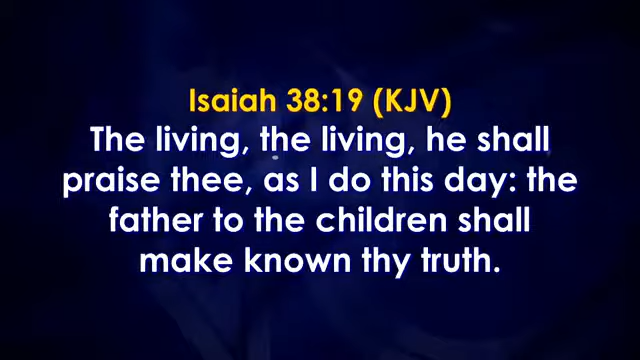 Isaiah 38:19 (KJV)
The living, the living, he shall
praise thee, as I do this day: the
father to the children shall
make known thy truth.